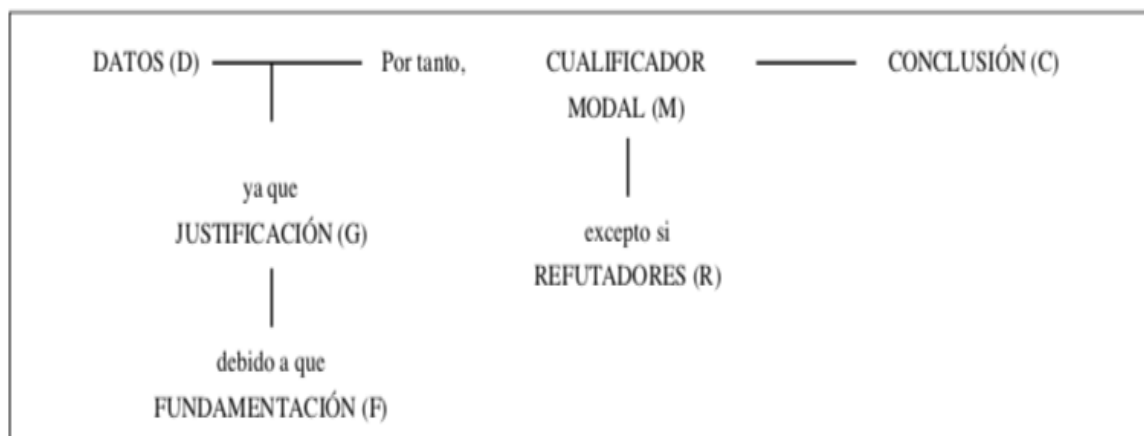 DATOS (D) Por tanto, CUALIFICADOR CONCLUSIÓN (C)
MODAL (M)
ya que
JUSTIFICACIÓN (G)
excepto si
REFUTADORES (R)
debido a que
FUNDAMENTACIÓN (F)